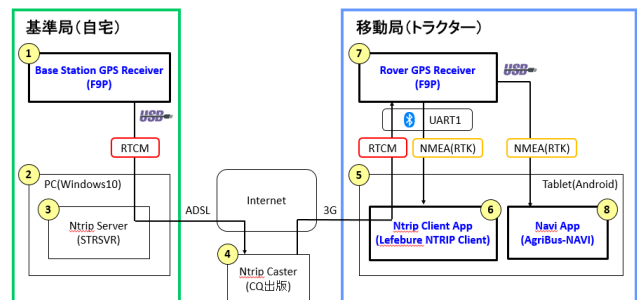 基準局（自宅）
1
Base Station GPS Receiver
(F9P)
USB
RTCM
2
PC(Windows10)
3
Ntrip Server
(STRSVR)
ADSL
Internet
3G
4
Ntrip Caster
(CQ出版)
移動局（トラクター）
7
Rover GPS Receiver
(F9P)
USB
UART1
RTCM
NMEA(RTK)
NMEA(RTK)
5
Tablet(Android)
6
Ntrip Client App
(Lefebure NTRIP Client)
Navi App
(AgriBus-NAVI)
8